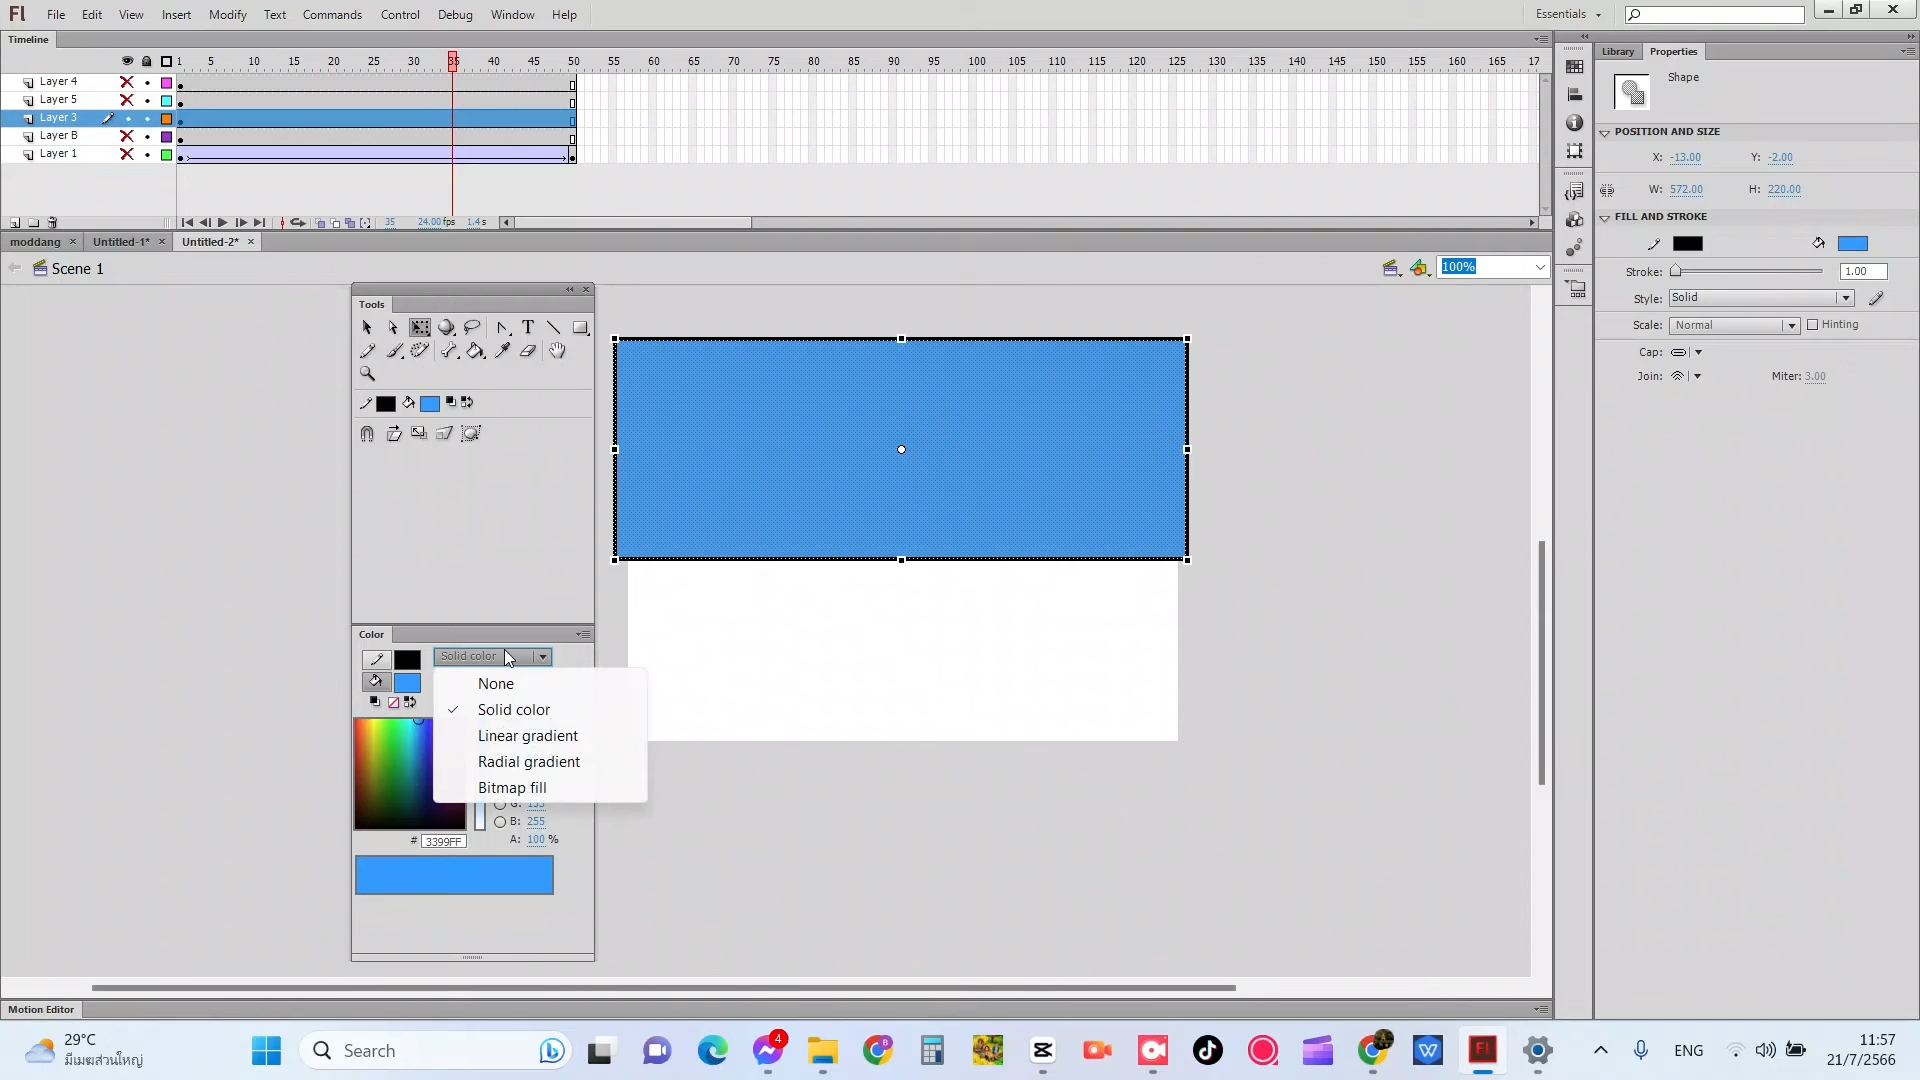 Fl File Edit View Insert Modify Text Commands Control Debug Window Help Essentials
Timeline
1 5 10 15 20 25 30 35 40 45 50 55 60 65 70 75 80 85 90 95 100 105 110 115 120 125 130 135 140 145 150 155 160 165 17
Layer 4
Layer 5
Layer 3
Layer B
Layer 1
35 24.00 fps 1.4 s
moddang Untitled-1* Untitled-2*
Scene 1
100%
Tools
Color
Solid color
None
Solid color
Linear gradient
Radial gradient
Bitmap fill
G: 153
B: 255
A: 100 %
# 3399FF
Library Properties
Shape
POSITION AND SIZE
X: -13.00 Y: -2.00
W: 572.00 H: 220.00
FILL AND STROKE
Stroke: 1.00
Style: Solid
Scale: Normal Hinting
Cap:
Join: Miter: 3.00
Motion Editor
29°C
มีเมฆส่วนใหญ่
Search
4
ENG
11:57
21/7/2566